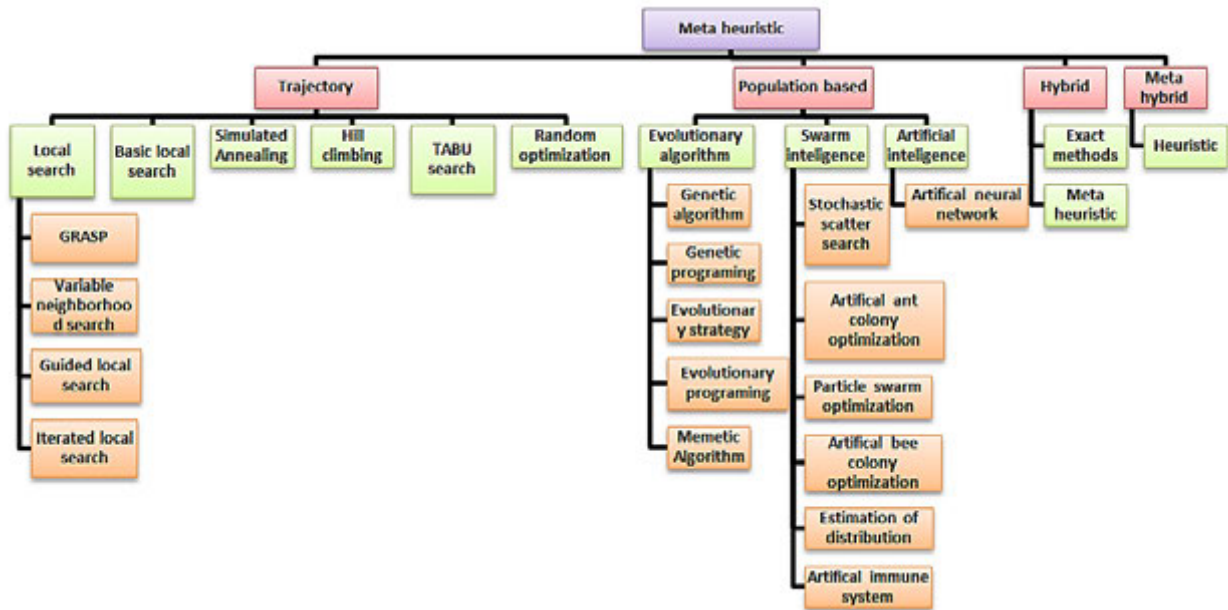 Meta heuristic
Trajectory
Population based
Hybrid
Meta
hybrid
Local
search
Basic local
search
Simulated
Annealing
Hill
climbing
TABU
search
Random
optimization
Evolutionary
algorithm
Swarm
inteligence
Artificial
inteligence
Exact
methods
Heuristic
GRASP
Variable
neighborhoo
d search
Guided local
search
Iterated local
search
Genetic
algorithm
Genetic
programing
Evolutionar
y strategy
Evolutionary
programing
Memetic
Algorithm
Stochastic
scatter
search
Artifical ant
colony
optimization
Particle swarm
optimization
Artifical bee
colony
optimization
Estimation of
distribution
Artifical immune
system
Artifical neural
network
Meta
heuristic